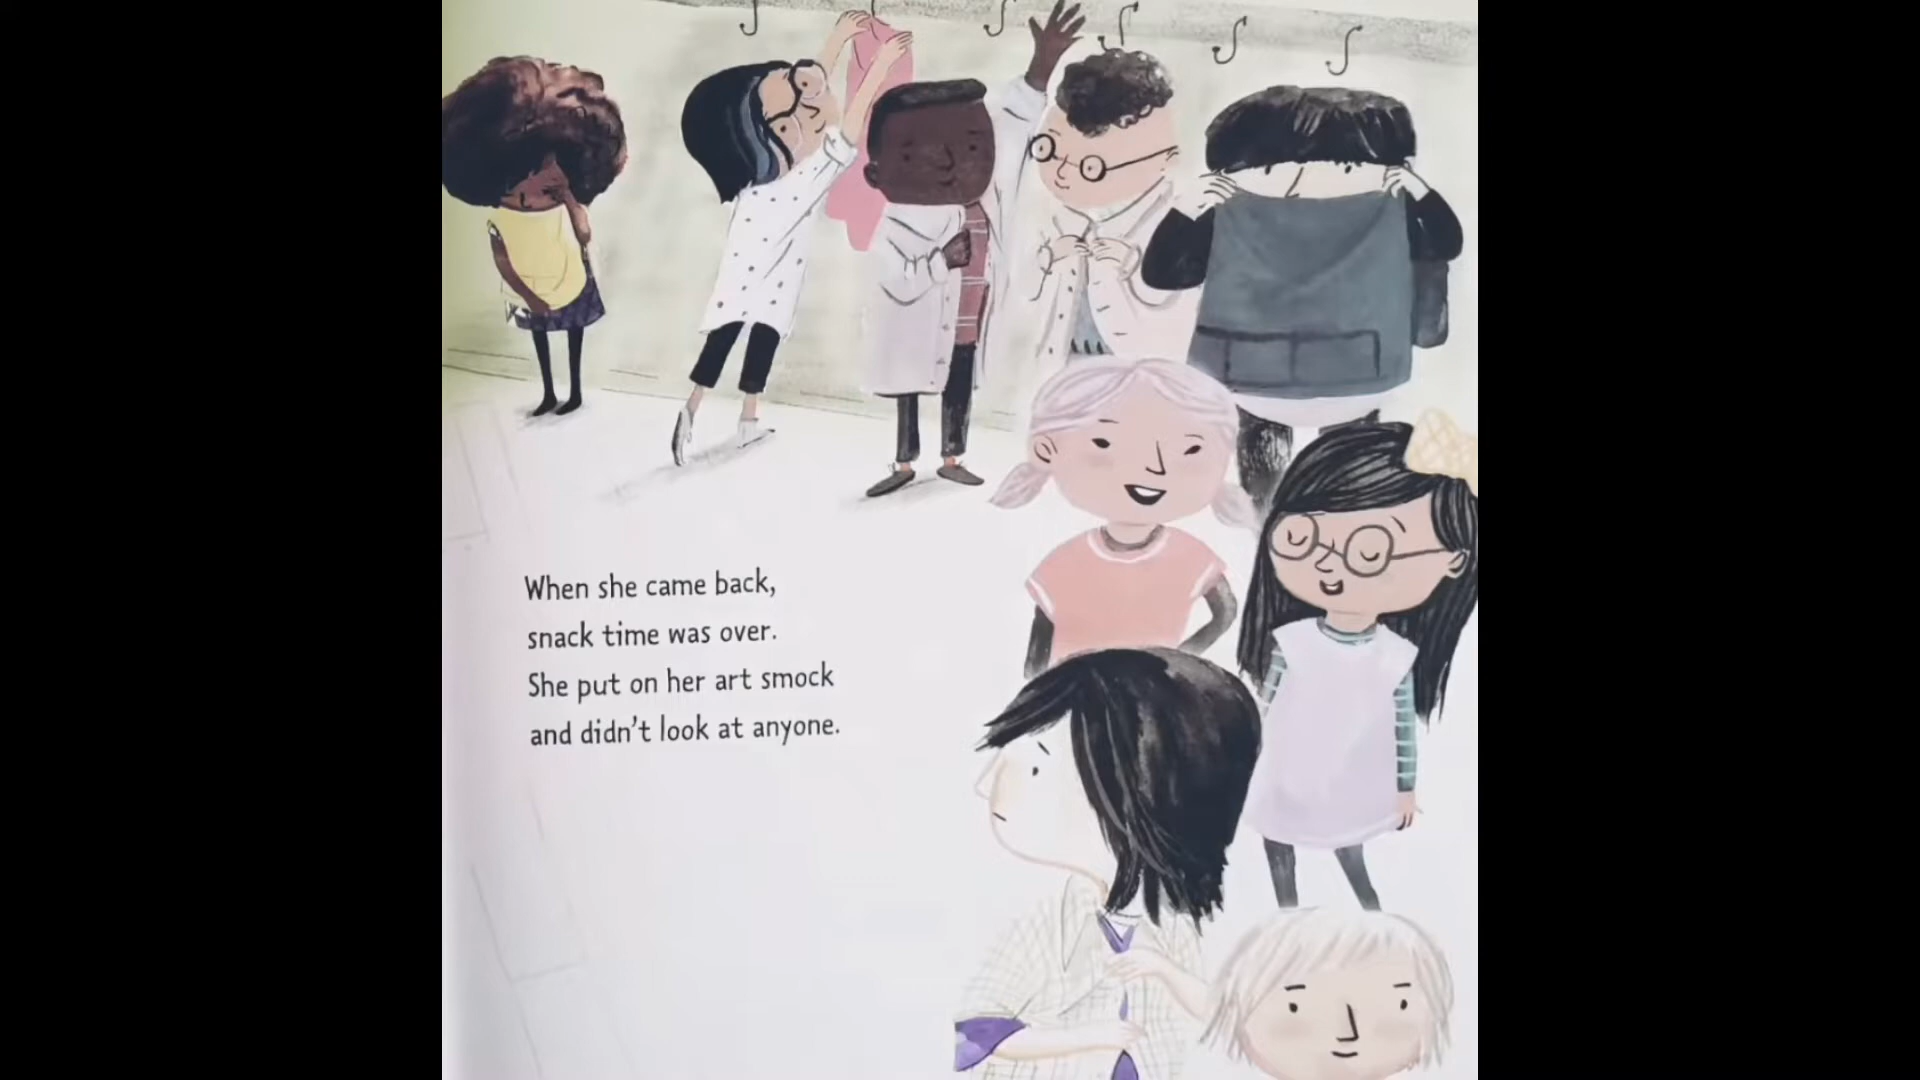 When she came back,
snack time was over.
She put on her art smock
and didn't look at anyone.